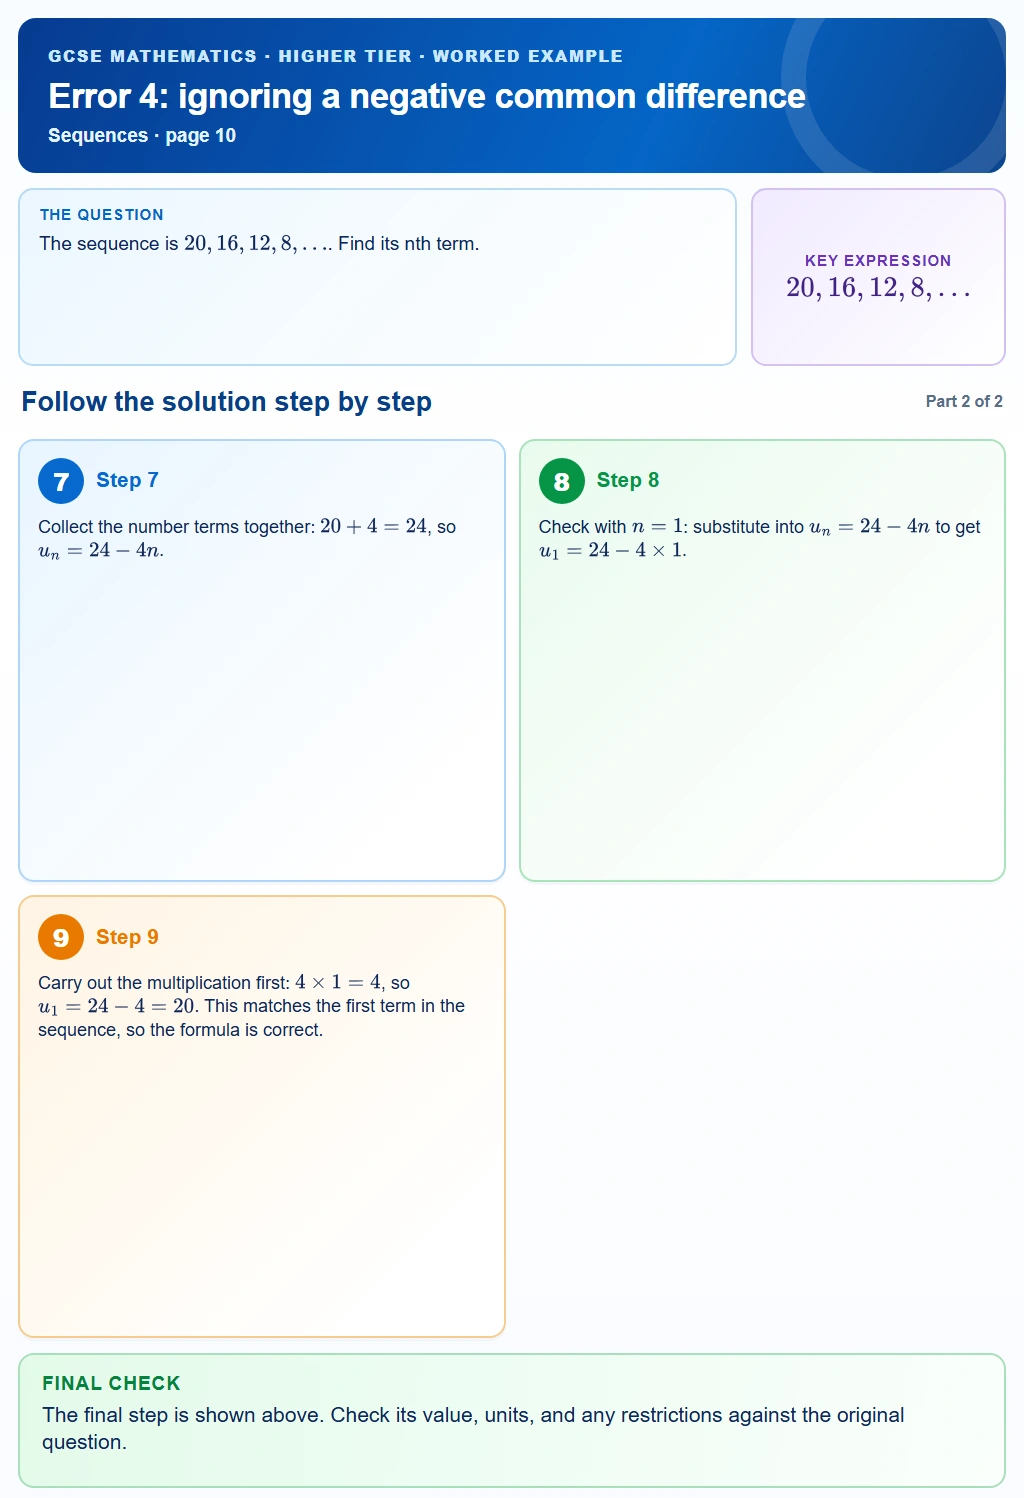 GCSE MATHEMATICS · HIGHER TIER · WORKED EXAMPLE
Error 4: ignoring a negative common difference
Sequences · page 10
THE QUESTION
The sequence is 20, 16, 12, 8, . . .. Find its nth term.
KEY EXPRESSION
20, 16, 12, 8, . . .
Follow the solution step by step
Part 2 of 2
7 Step 7
Collect the number terms together: 20 + 4 = 24, so
uₙ = 24 − 4n.
8 Step 8
Check with n = 1: substitute into uₙ = 24 − 4n to get
u₁ = 24 − 4 × 1.
9 Step 9
Carry out the multiplication first: 4 × 1 = 4, so
u₁ = 24 − 4 = 20. This matches the first term in the
sequence, so the formula is correct.
FINAL CHECK
The final step is shown above. Check its value, units, and any restrictions against the original
question.